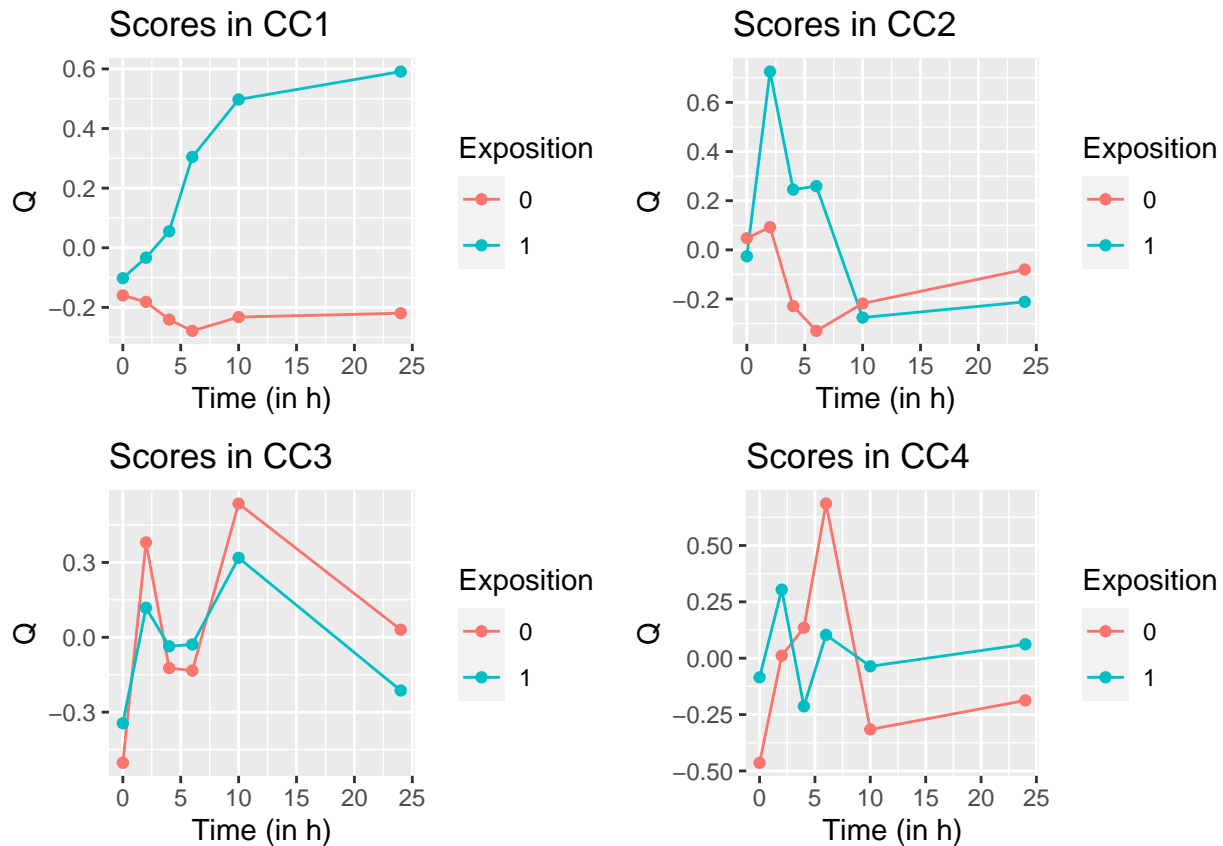 Scores in CC1
0.6
0.4
0.2
0.0
−0.2
Q
0 5 10 15 20 25
Time (in h)
Exposition
0
1
Scores in CC2
0.6
0.4
0.2
0.0
−0.2
Q
0 5 10 15 20 25
Time (in h)
Exposition
0
1
Scores in CC3
0.3
0.0
−0.3
Q
0 5 10 15 20 25
Time (in h)
Exposition
0
1
Scores in CC4
0.50
0.25
0.00
−0.25
−0.50
Q
0 5 10 15 20 25
Time (in h)
Exposition
0
1